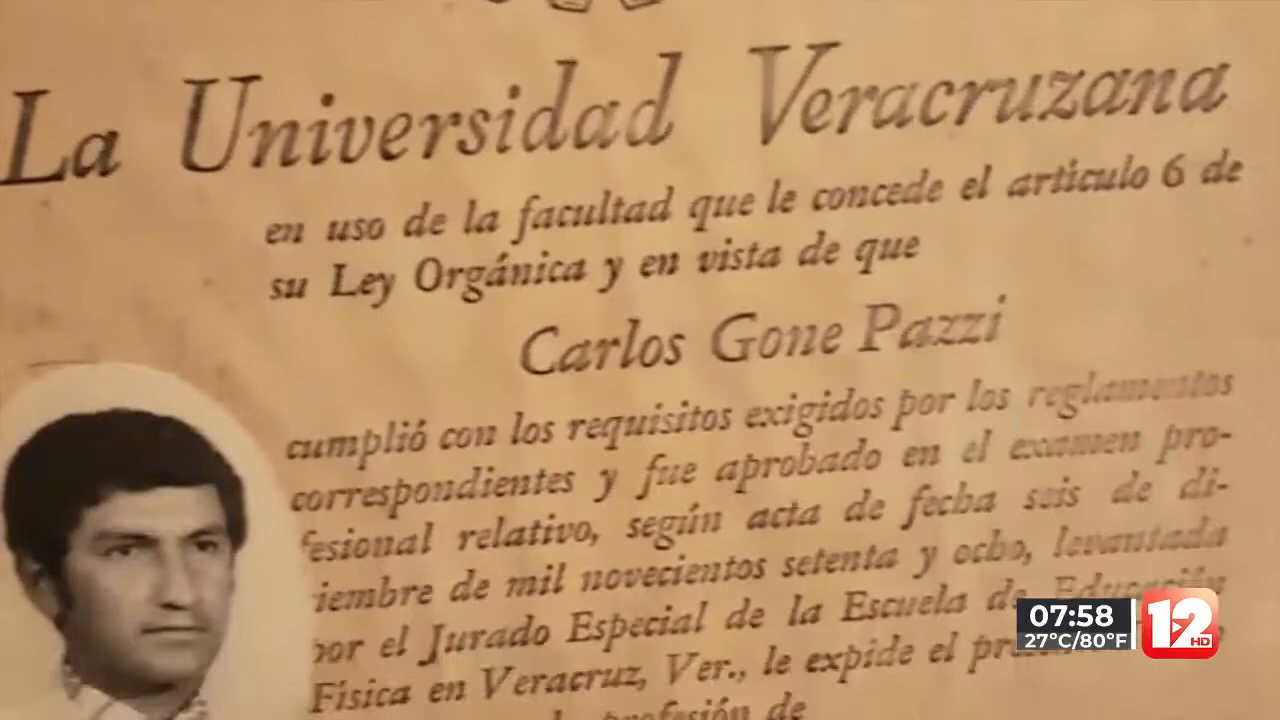 La Universidad Veracruzana
en uso de la facultad que le concede el artículo 6 de
su Ley Orgánica y en vista de que
Carlos Gone Pazzi
cumplió con los requisitos exigidos por los reglamentos
correspondientes y fue aprobado en el examen pro-
fesional relativo, según acta de fecha seis de di-
iembre de mil novecientos setenta y ocho, levantada
por el Jurado Especial de la Escuela de Educación
Física en Veracruz, Ver., le expide el
profesión de
07:58
27°C/80°F
12
HD